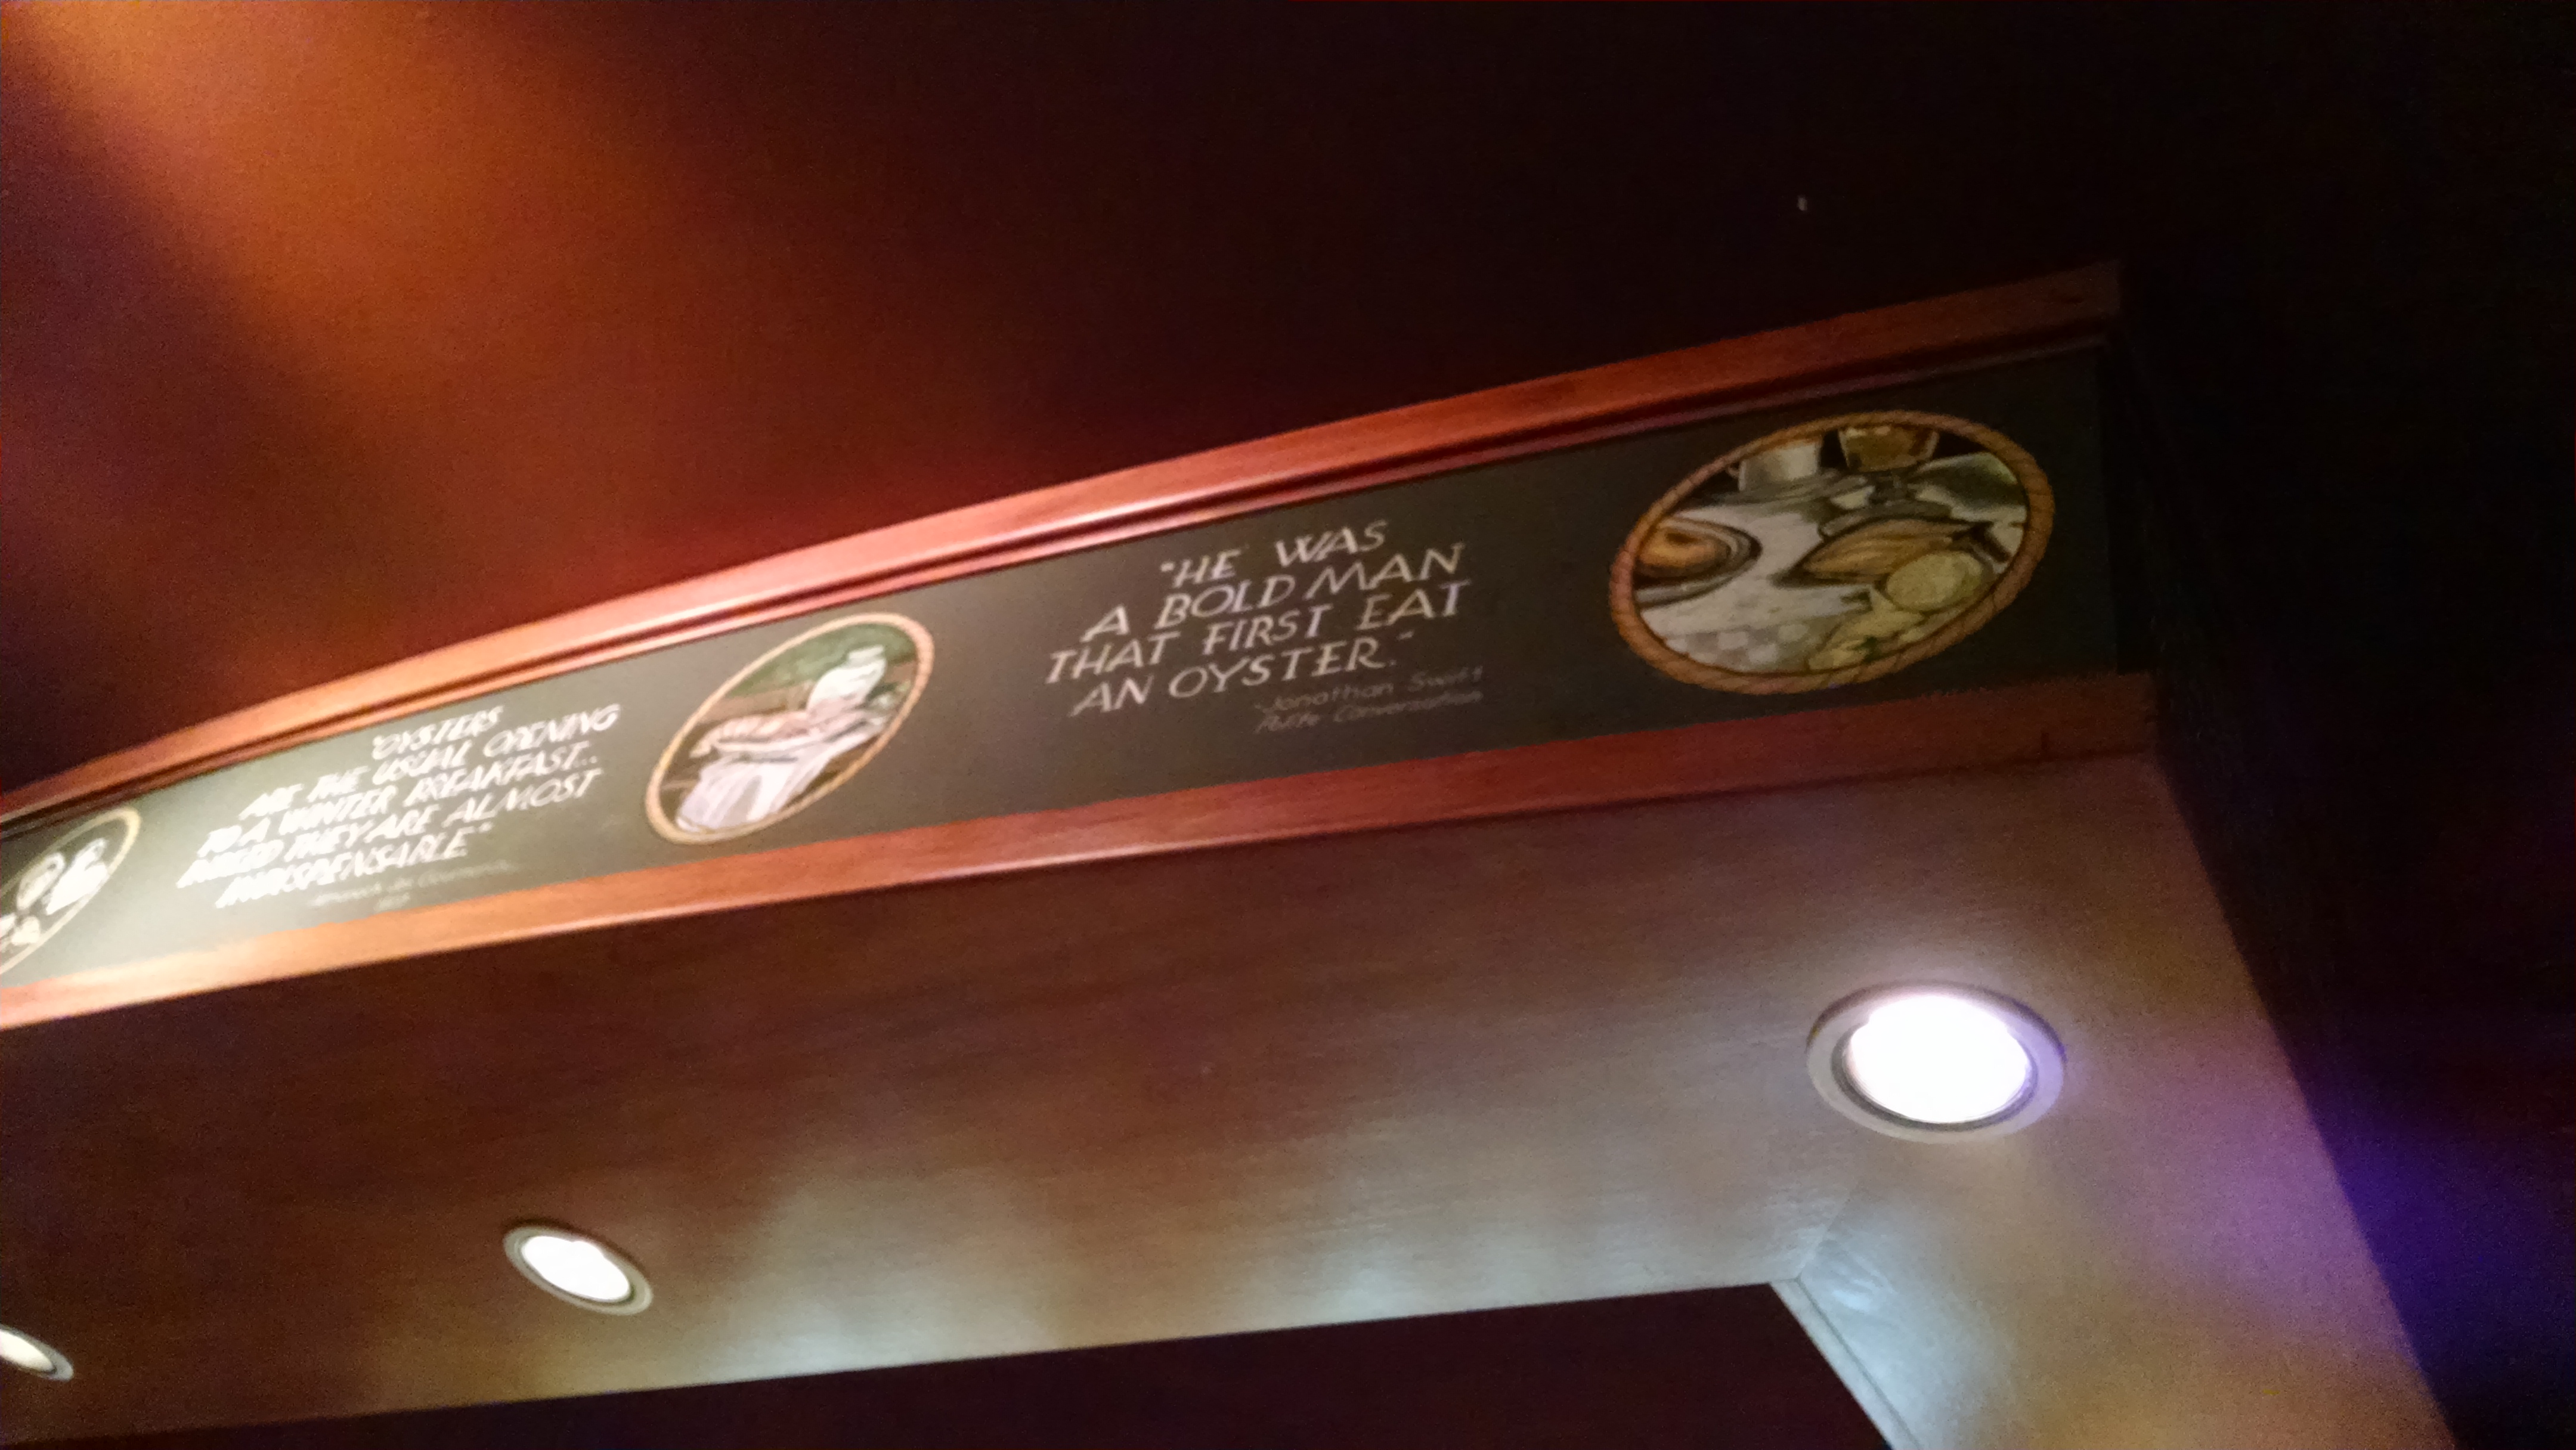 "OYSTERS
ARE THE USUAL OPENING
TO A WINTER BREAKFAST...
INDEED THEY ARE ALMOST
INDISPENSABLE"
"HE WAS
A BOLD MAN
THAT FIRST EAT
AN OYSTER."
-Jonathan Swift
Polite Conversation